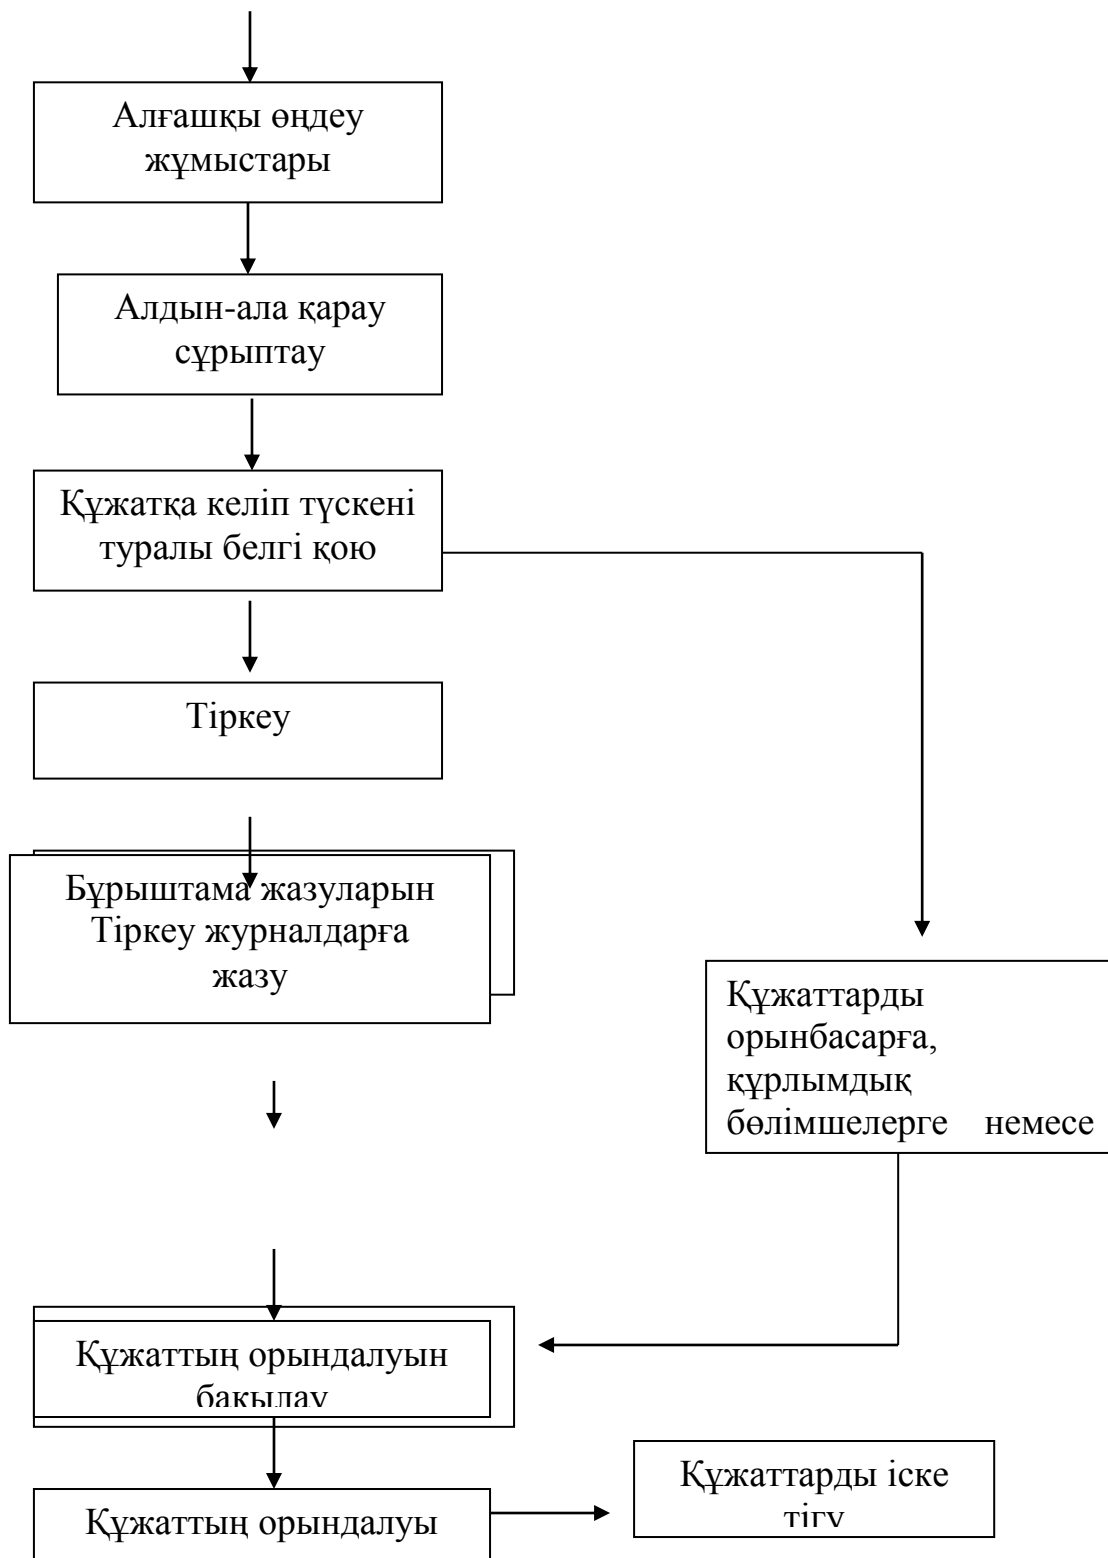 Алғашқы өңдеу
жұмыстары
Алдын-ала қарау
сұрыптау
Құжатқа келіп түскені
туралы белгі қою
Тіркеу
Бұрыштама жазуларын
Тіркеу журналдарға
жазу
Құжаттарды
орынбасарға,
құрлымдық
бөлімшелерге немесе
Құжаттың орындалуын
бақылау
Құжаттарды іске
тігу
Құжаттың орындалуы